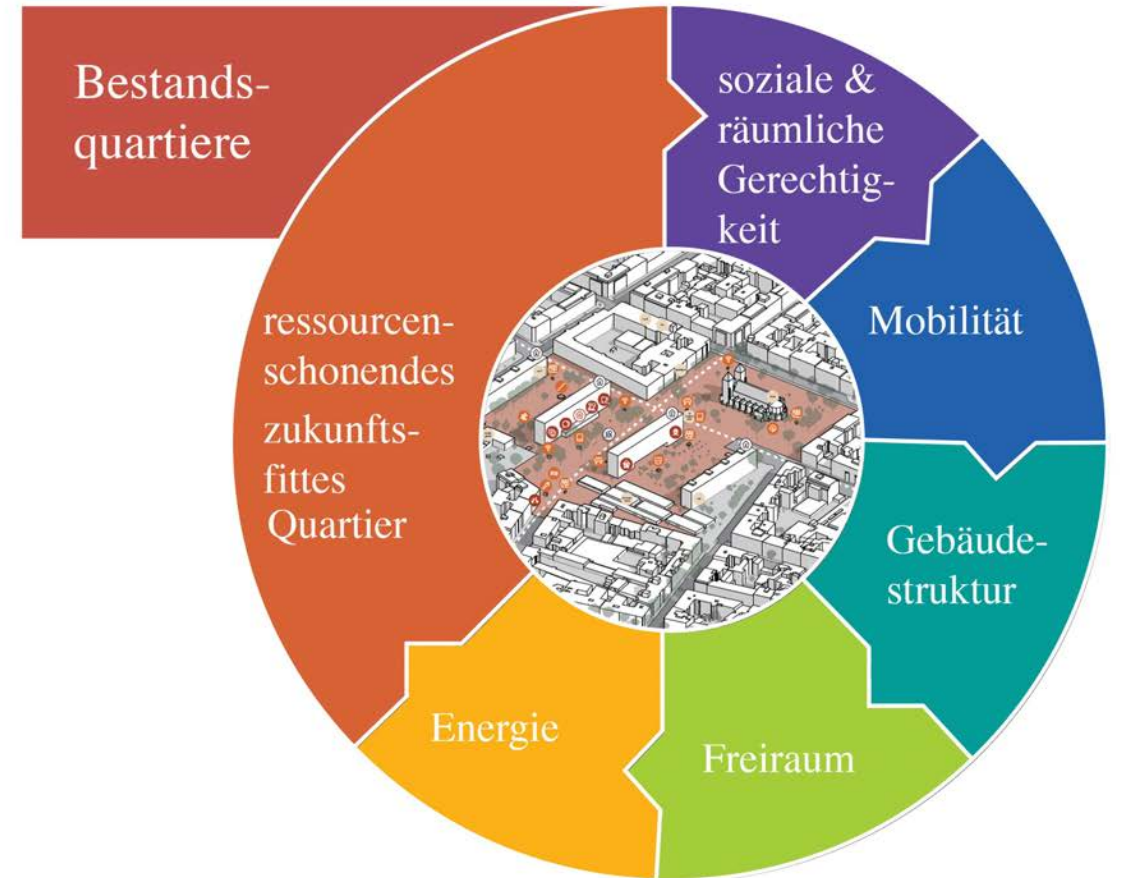 Bestands-
quartiere
soziale &
räumliche
Gerechtig-
keit
Mobilität
Gebäude-
struktur
Freiraum
Energie
ressourcen-
schonendes
zukunfts-
fittes
Quartier